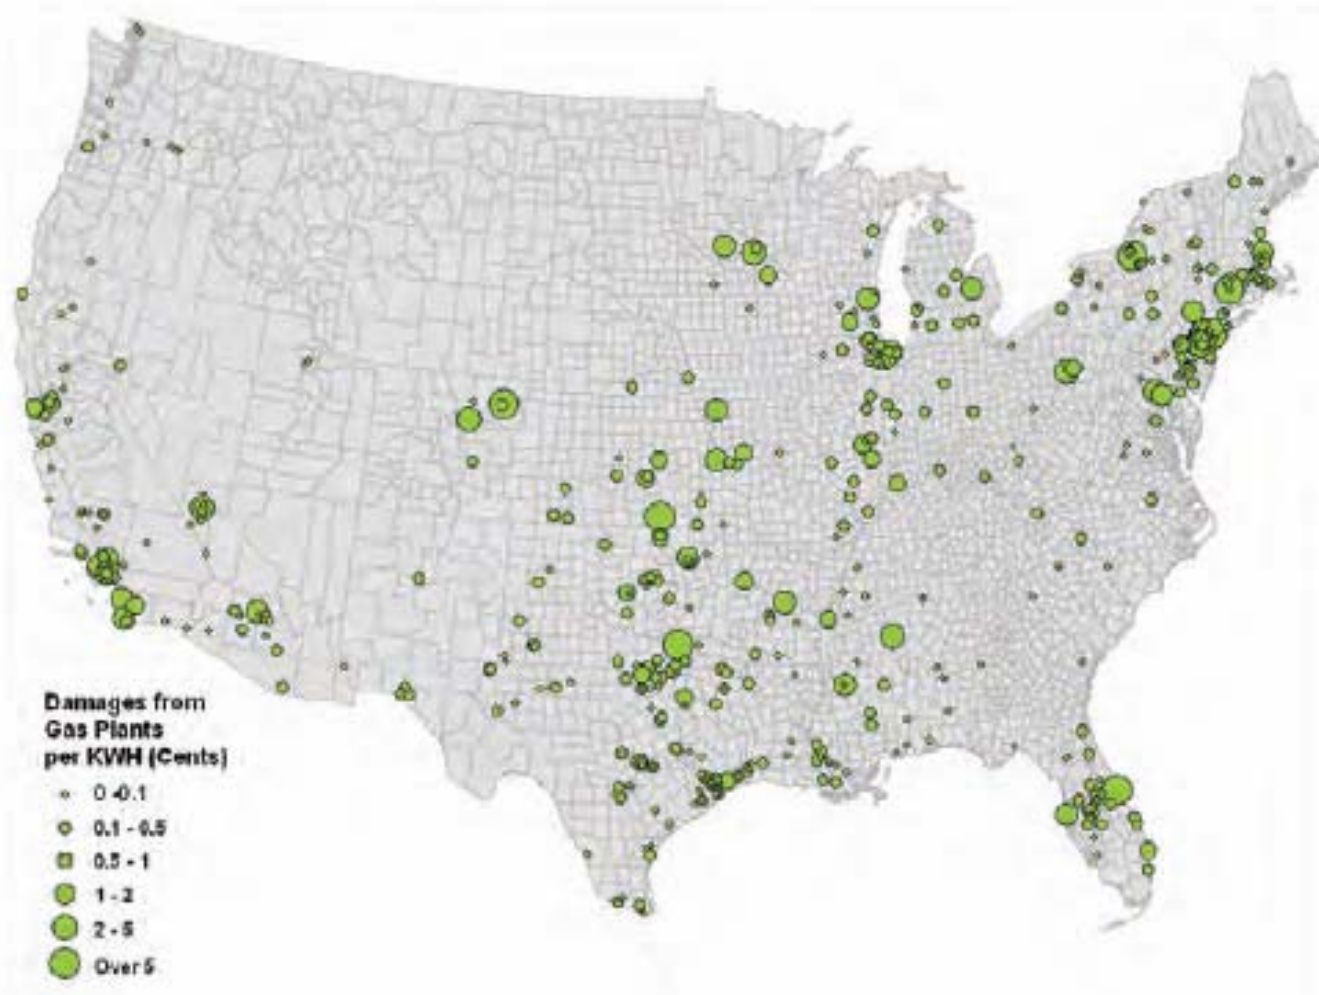 Damages from
Gas Plants
per KWH (Cents)
0 -0.1
0.1 - 0.5
0.5 - 1
1 - 2
2 - 5
Over 5